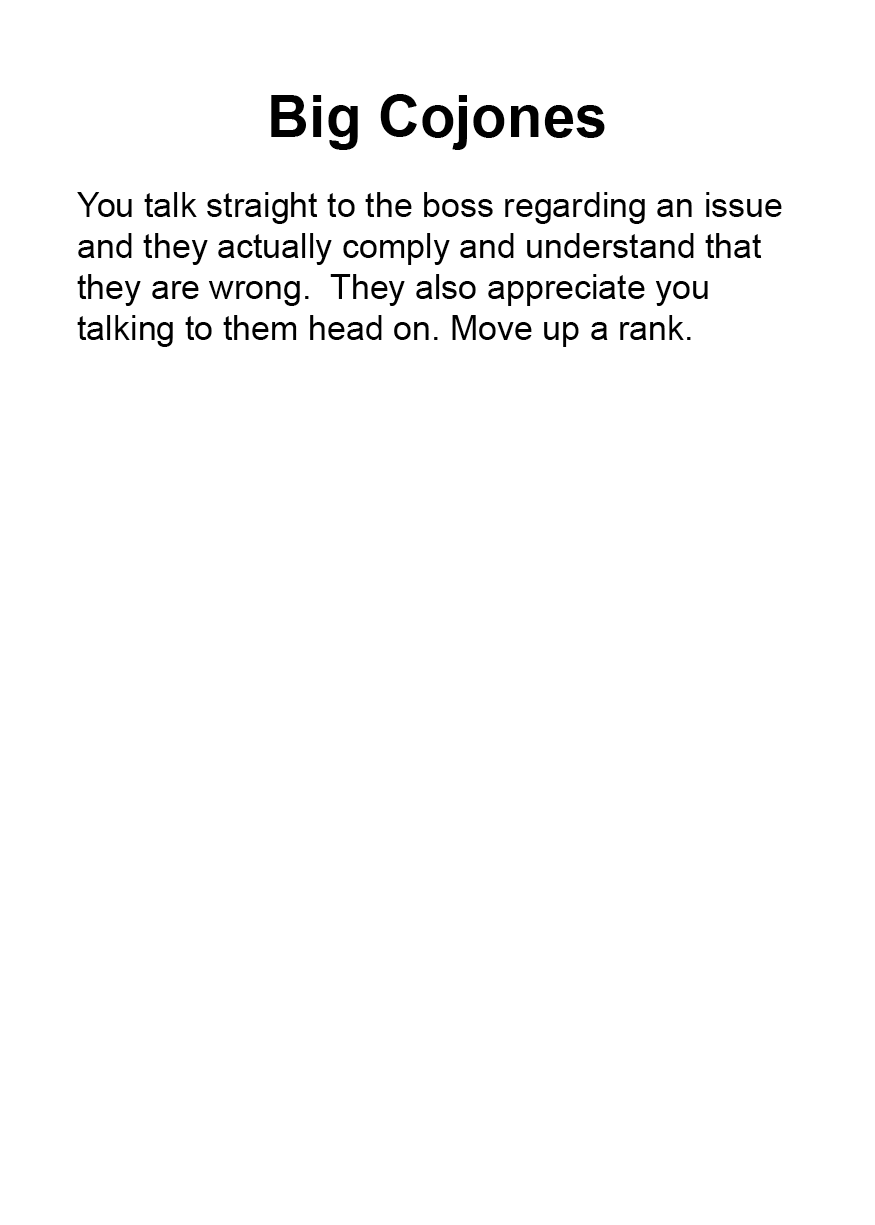 Big Cojones
You talk straight to the boss regarding an issue
and they actually comply and understand that
they are wrong.  They also appreciate you
talking to them head on. Move up a rank.